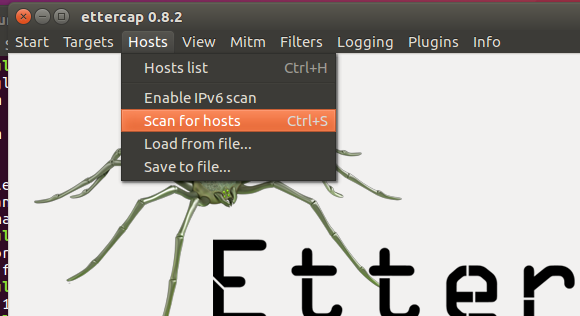 ettercap 0.8.2
Start Targets Hosts View Mitm Filters Logging Plugins Info
Hosts list Ctrl+H
Enable IPv6 scan
Scan for hosts Ctrl+S
Load from file...
Save to file...
Etter